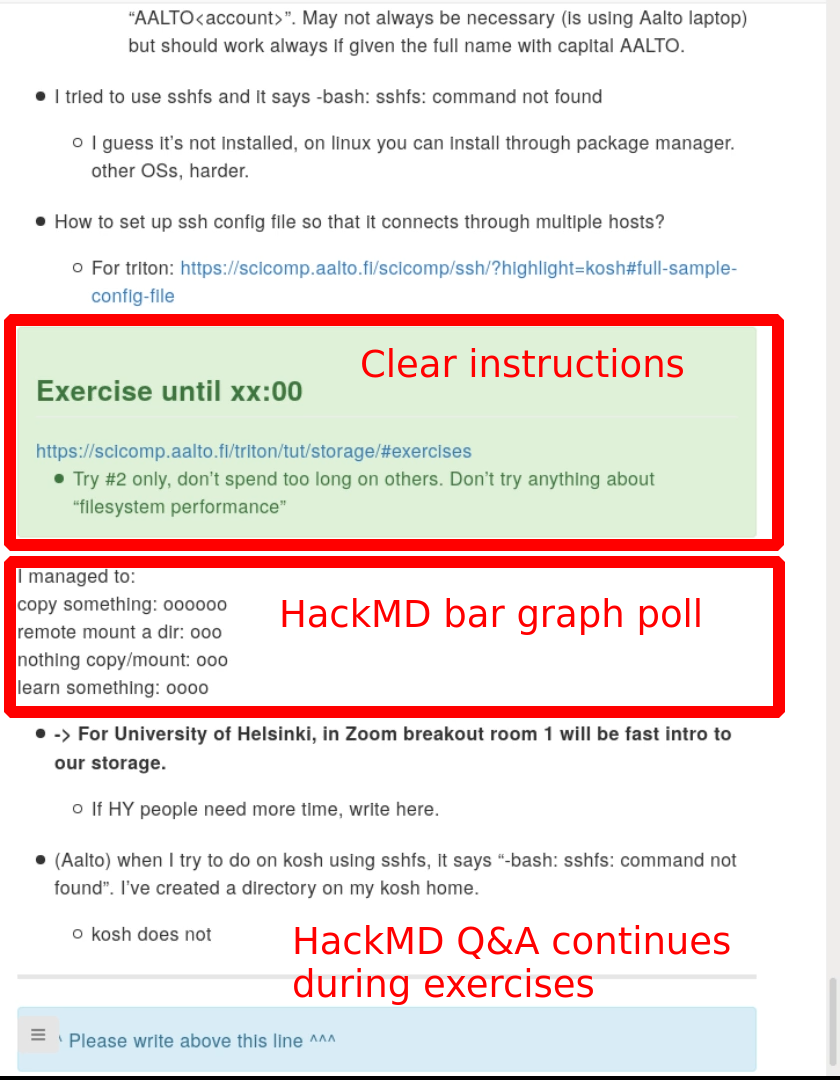 “AALTO<account>”. May not always be necessary (is using Aalto laptop)
but should work always if given the full name with capital AALTO.
● I tried to use sshfs and it says -bash: sshfs: command not found
○ I guess it’s not installed, on linux you can install through package manager.
other OSs, harder.
● How to set up ssh config file so that it connects through multiple hosts?
○ For triton: https://scicomp.aalto.fi/scicomp/ssh/?highlight=kosh#full-sample-
config-file
Clear instructions
Exercise until xx:00
https://scicomp.aalto.fi/triton/tut/storage/#exercises
● Try #2 only, don’t spend too long on others. Don’t try anything about
“filesystem performance”
I managed to:
copy something: oooooo
remote mount a dir: ooo
nothing copy/mount: ooo
learn something: oooo
HackMD bar graph poll
● -> For University of Helsinki, in Zoom breakout room 1 will be fast intro to
our storage.
○ If HY people need more time, write here.
● (Aalto) when I try to do on kosh using sshfs, it says “-bash: sshfs: command not
found”. I’ve created a directory on my kosh home.
○ kosh does not
HackMD Q&A continues
during exercises
^ Please write above this line ^^^